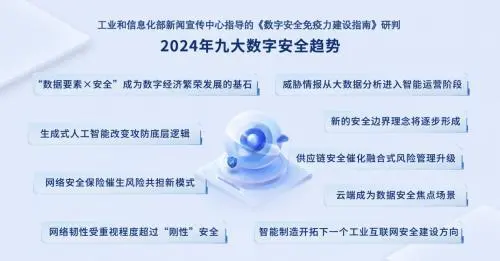 工业和信息化部新闻宣传中心指导的《数字安全免疫力建设指南》研判
2024年九大数字安全趋势
“数据要素×安全”成为数字经济繁荣发展的基石
生成式人工智能改变攻防底层逻辑
网络安全保险催生风险共担新模式
网络韧性受重视程度超过“刚性”安全
威胁情报从大数据分析进入智能运营阶段
新的安全边界理念将逐步形成
供应链安全催化融合式风险管理升级
云端成为数据安全焦点场景
智能制造开拓下一个工业互联网安全建设方向